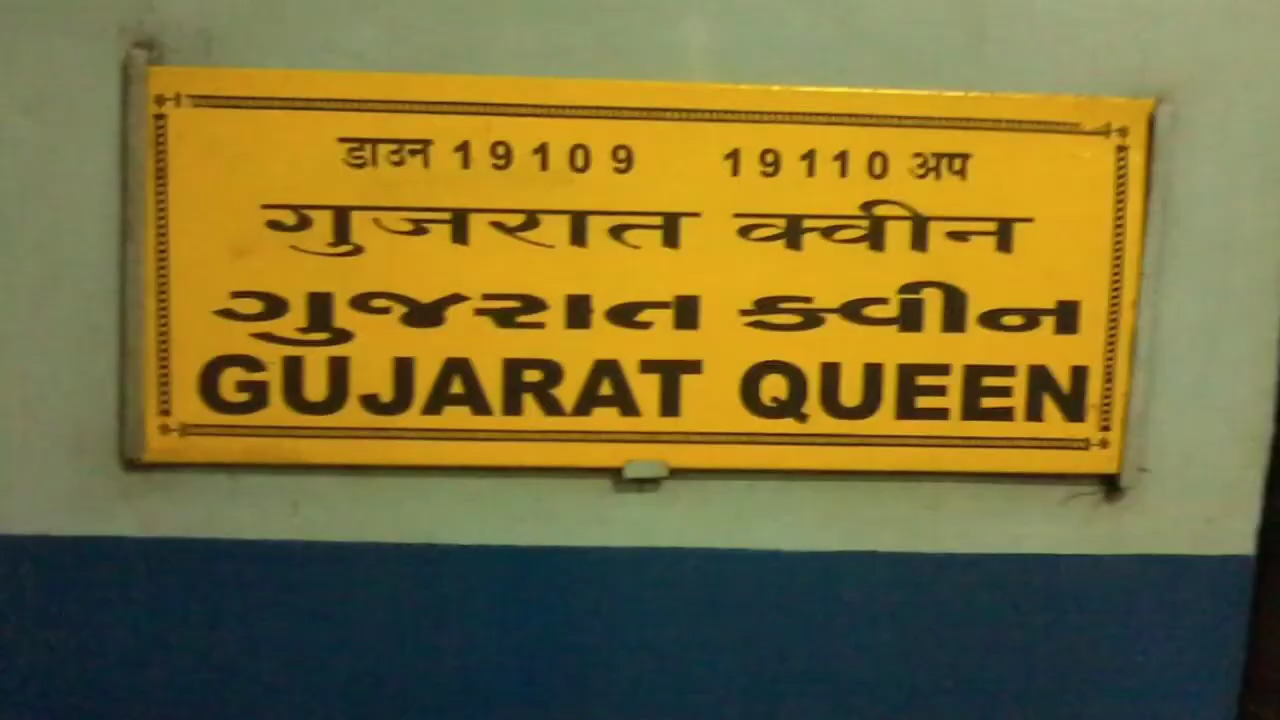 डाउन 19109 19110 अप
गुजरात क्वीन
ગુજરાત ક્વીન
GUJARAT QUEEN